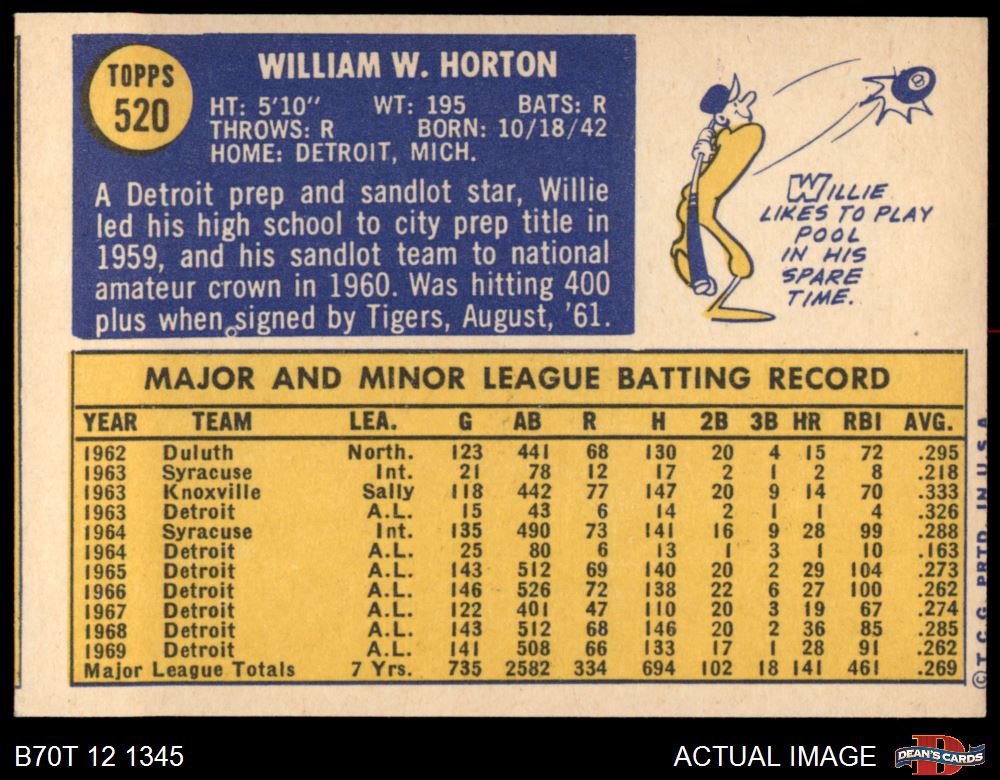 TOPPS
520
WILLIAM W. HORTON
HT: 5'10" WT: 195 BATS: R
THROWS: R BORN: 10/18/42
HOME: DETROIT, MICH.
A Detroit prep and sandlot star, Willie
led his high school to city prep title in
1959, and his sandlot team to national
amateur crown in 1960. Was hitting 400
plus when signed by Tigers, August, '61.
8
WILLIE
LIKES TO PLAY
POOL
IN HIS
SPARE
TIME.
MAJOR AND MINOR LEAGUE BATTING RECORD
YEAR TEAM LEA. G AB R H 2B 3B HR RBI AVG.
1962 Duluth North. 123 441 68 130 20 4 15 72 .295
1963 Syracuse Int. 21 78 12 17 2 1 2 8 .218
1963 Knoxville Sally 118 442 77 147 20 9 14 70 .333
1963 Detroit A.L. 15 43 6 14 2 1 1 4 .326
1964 Syracuse Int. 135 490 73 141 16 9 28 99 .288
1964 Detroit A.L. 25 80 6 13 1 3 1 10 .163
1965 Detroit A.L. 143 512 69 140 20 2 29 104 .273
1966 Detroit A.L. 146 526 72 138 22 6 27 100 .262
1967 Detroit A.L. 122 401 47 110 20 3 19 67 .274
1968 Detroit A.L. 143 512 68 146 20 2 36 85 .285
1969 Detroit A.L. 141 508 66 133 17 1 28 91 .262
Major League Totals 7 Yrs. 735 2582 334 694 102 18 141 461 .269
© T. C. G. PRTD. IN U. S. A.
B70T 12 1345
ACTUAL IMAGE
D
DEAN'S CARDS